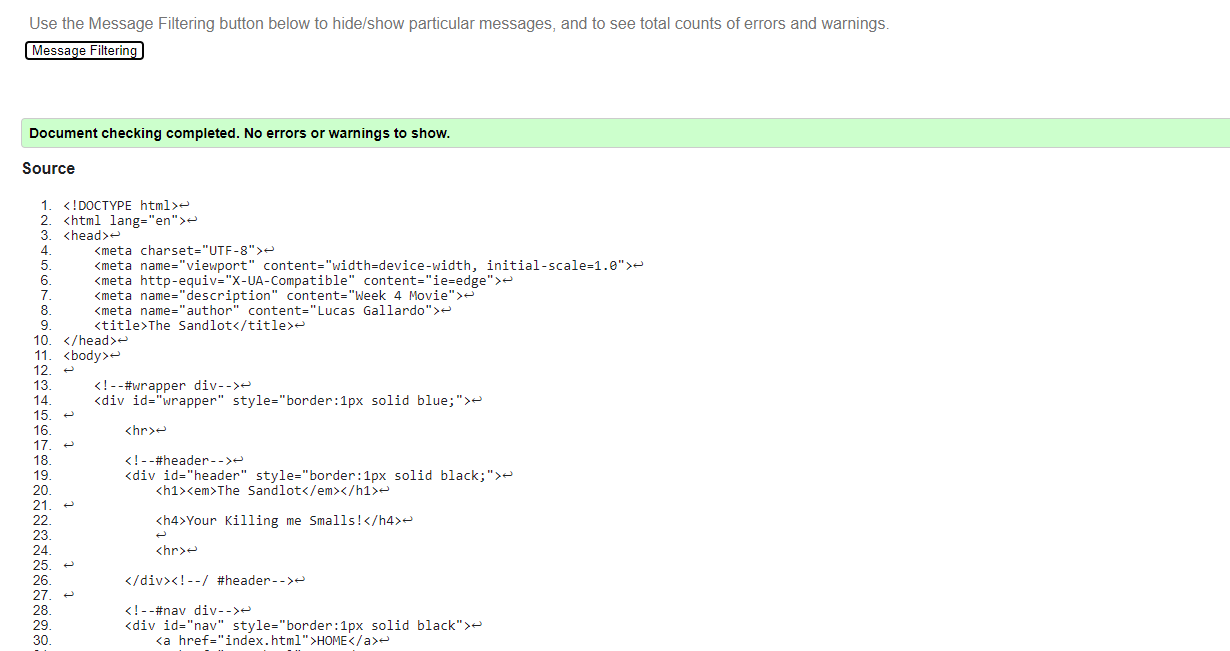 Use the Message Filtering button below to hide/show particular messages, and to see total counts of errors and warnings.
Message Filtering
Document checking completed. No errors or warnings to show.
Source
1. <!DOCTYPE html>↩
2. <html lang="en">↩
3. <head>↩
4.     <meta charset="UTF-8">↩
5.     <meta name="viewport" content="width=device-width, initial-scale=1.0">↩
6.     <meta http-equiv="X-UA-Compatible" content="ie=edge">↩
7.     <meta name="description" content="Week 4 Movie">↩
8.     <meta name="author" content="Lucas Gallardo">↩
9.     <title>The Sandlot</title>↩
10. </head>↩
11. <body>↩
12. ↩
13.     <!--#wrapper div-->↩
14.     <div id="wrapper" style="border:1px solid blue;">↩
15. ↩
16.         <hr>↩
17. ↩
18.         <!--#header-->↩
19.         <div id="header" style="border:1px solid black;">↩
20.             <h1><em>The Sandlot</em></h1>↩
21. ↩
22.             <h4>Your Killing me Smalls!</h4>↩
23.             ↩
24.             <hr>↩
25. ↩
26.         </div><!--/ #header-->↩
27. ↩
28.         <!--#nav div-->↩
29.         <div id="nav" style="border:1px solid black">↩
30.             <a href="index.html">HOME</a>↩